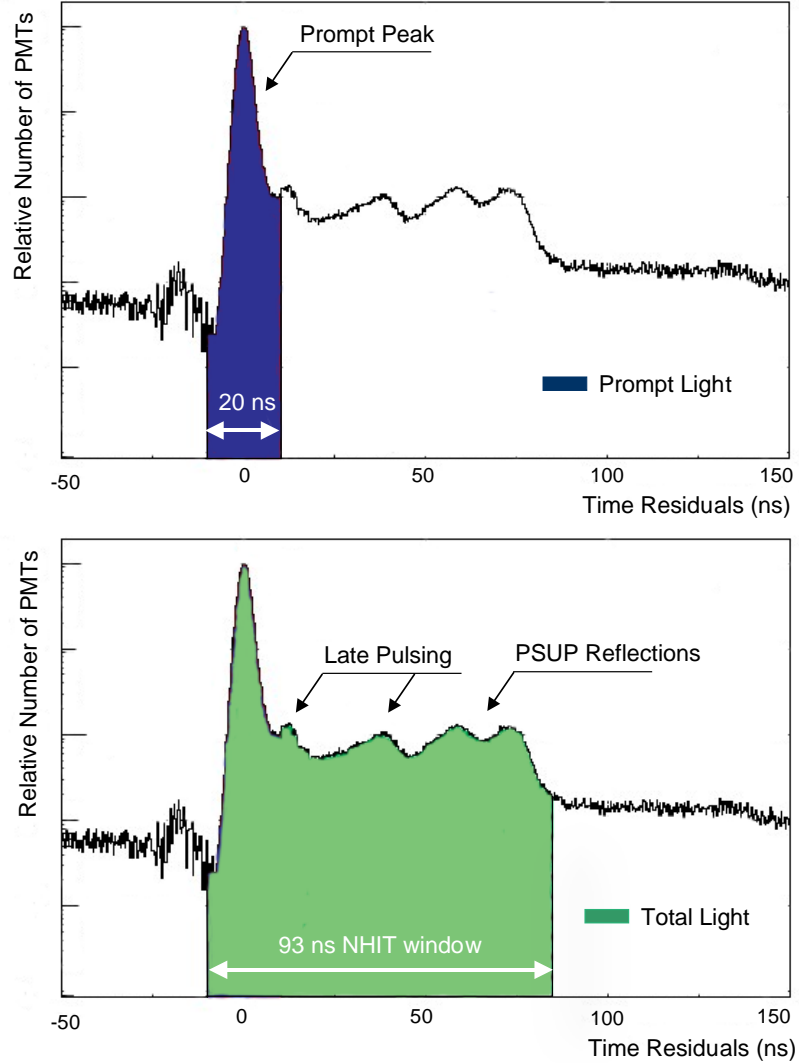 Relative Number of PMTs
Prompt Peak
Prompt Light
20 ns
-50
0
50
100
150
Time Residuals (ns)
Relative Number of PMTs
Late Pulsing
PSUP Reflections
Total Light
93 ns NHIT window
-50
0
50
100
150
Time Residuals (ns)